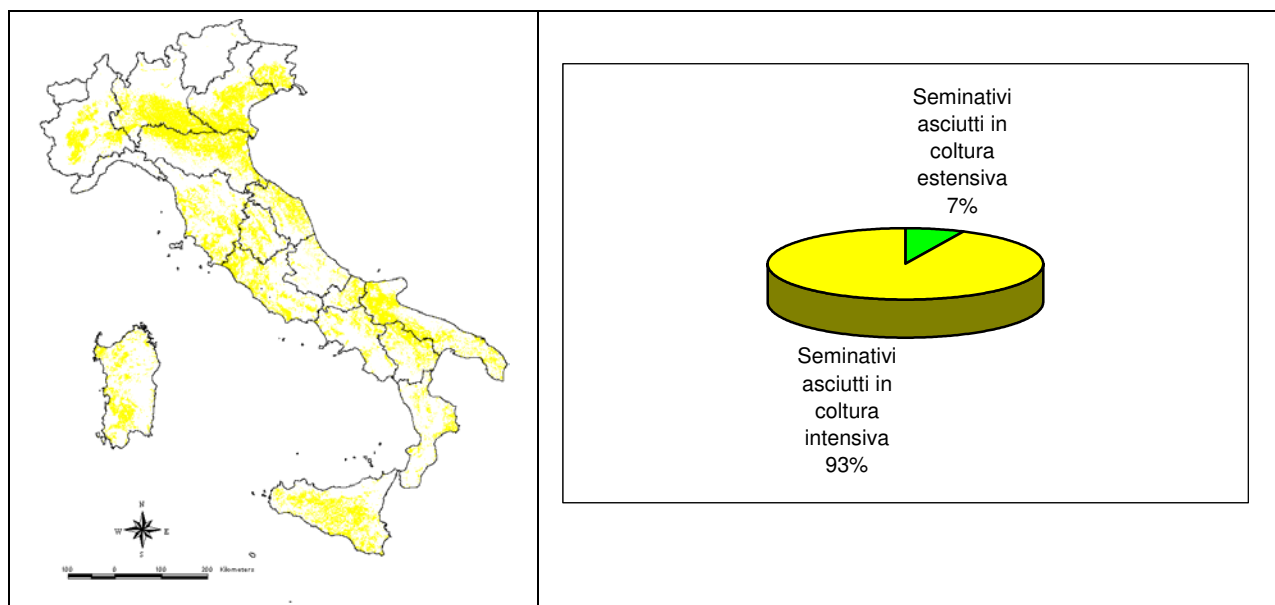 N
W E
S
100 0 100 200 Kilometers
Seminativi
asciutti in
coltura
estensiva
7%
Seminativi
asciutti in
coltura
intensiva
93%